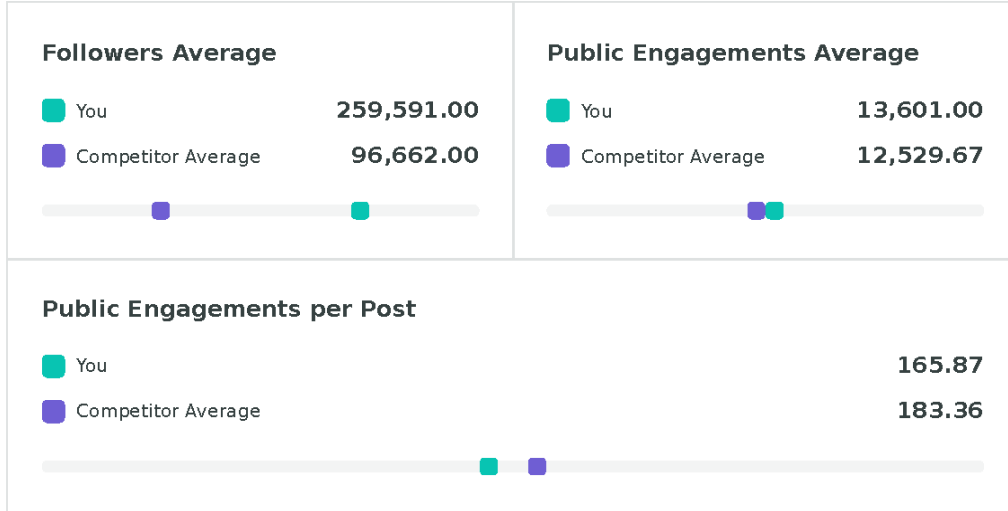 Followers Average
You 259,591.00
Competitor Average 96,662.00
Public Engagements Average
You 13,601.00
Competitor Average 12,529.67
Public Engagements per Post
You 165.87
Competitor Average 183.36